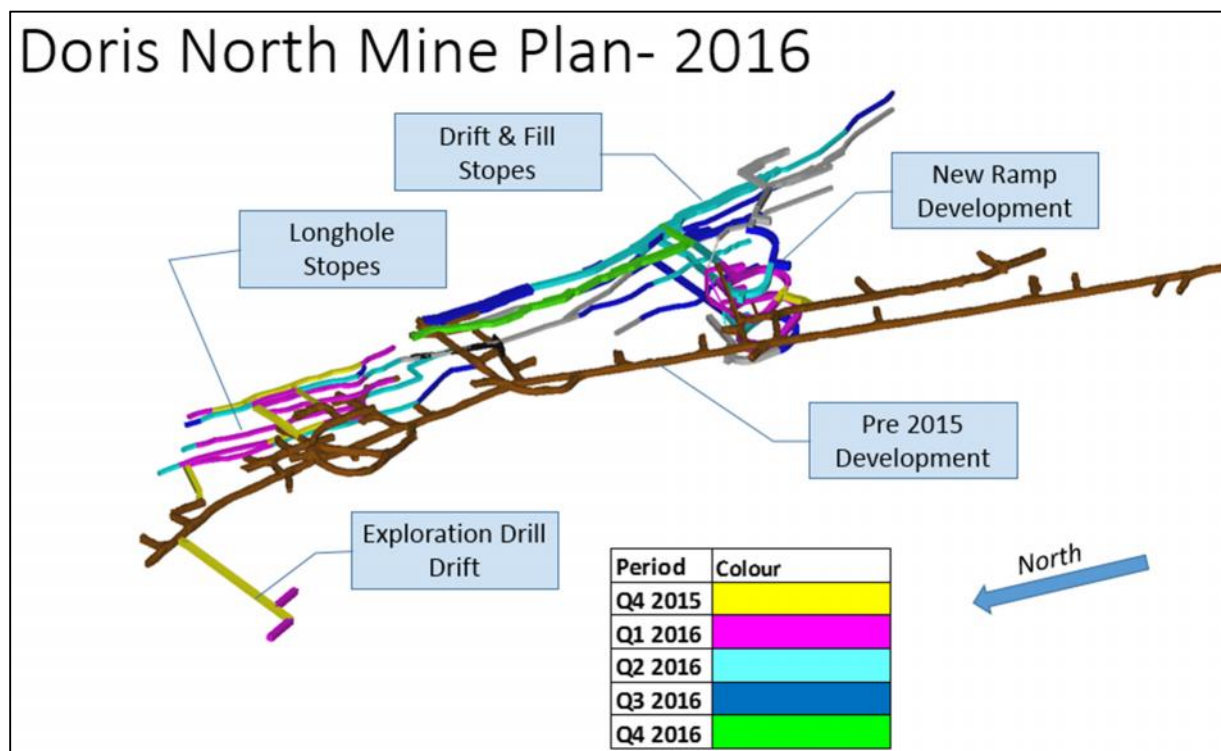 Doris North Mine Plan- 2016
Drift & Fill
Stopes
New Ramp
Development
Longhole
Stopes
Pre 2015
Development
Exploration Drill
Drift
North
Period Colour
Q4 2015
Q1 2016
Q2 2016
Q3 2016
Q4 2016